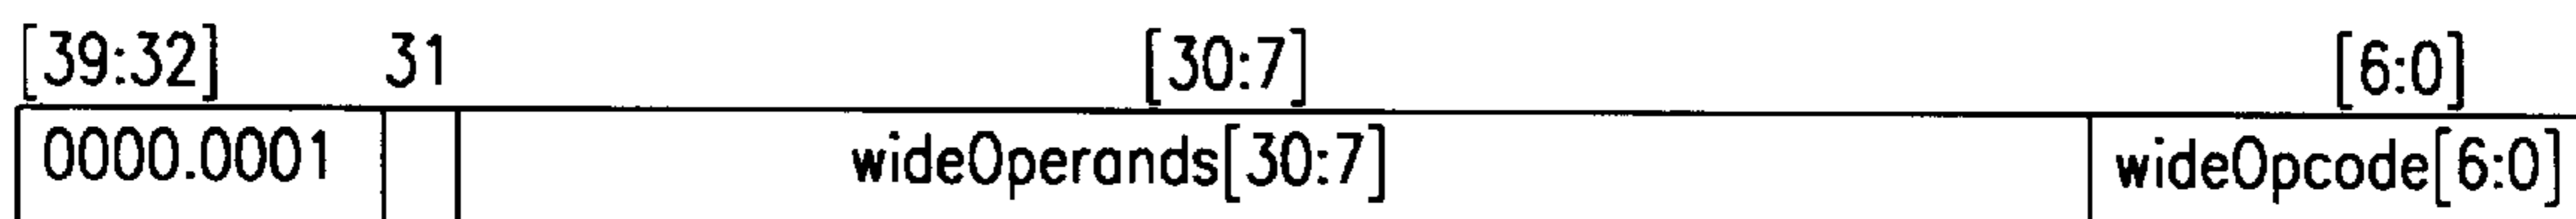 [39:32] 31 [30:7] [6:0]
0000.0001 wideOperands[30:7] wideOpcode[6:0]